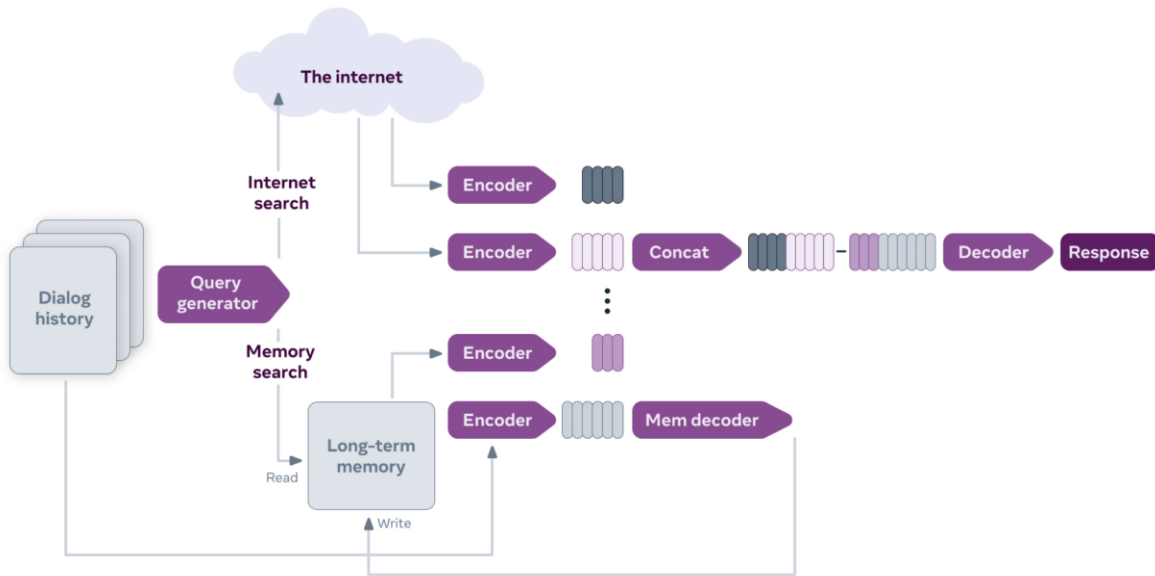 The internet
Internet
search
Encoder
Encoder
Concat
Decoder
Response
Dialog
history
Query
generator
Memory
search
Encoder
Encoder
Mem decoder
Long-term
memory
Read
Write